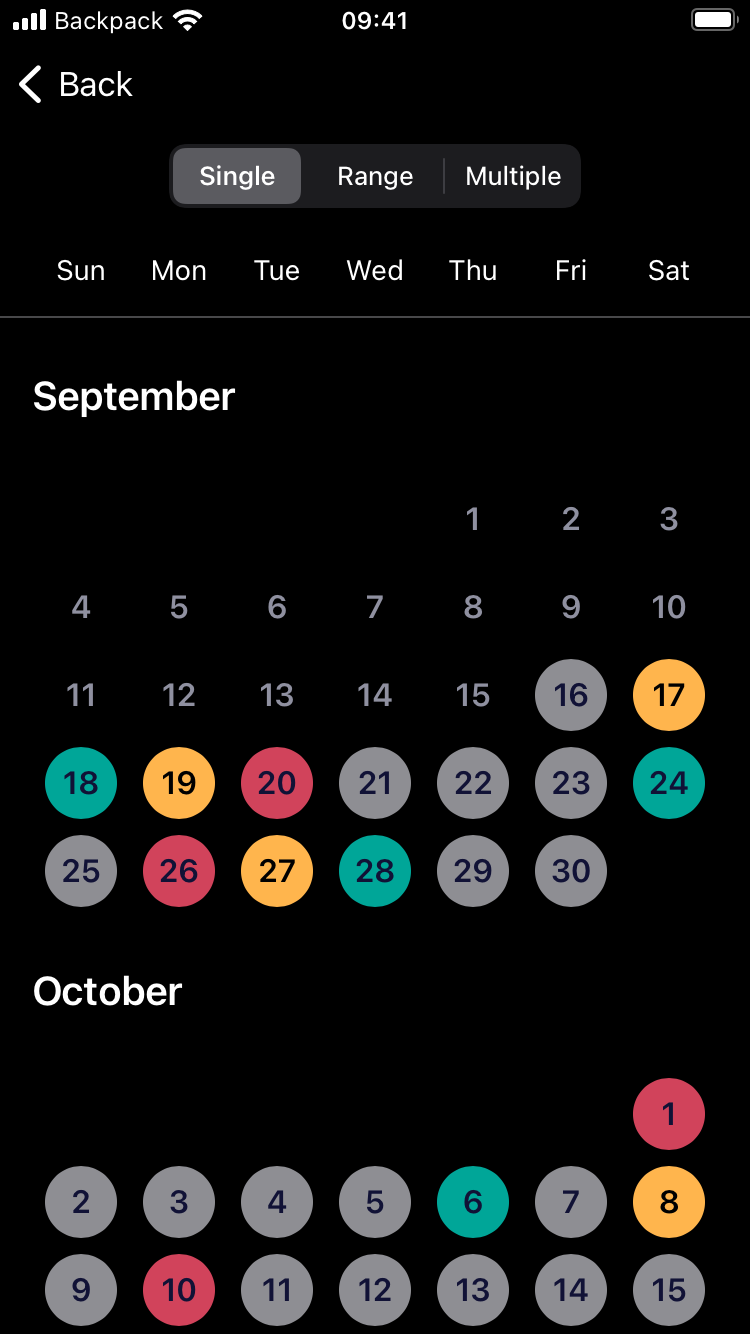 Backpack 09:41
Back
Single Range Multiple
Sun Mon Tue Wed Thu Fri Sat
September
1 2 3
4 5 6 7 8 9 10
11 12 13 14 15 16 17
18 19 20 21 22 23 24
25 26 27 28 29 30
October
1
2 3 4 5 6 7 8
9 10 11 12 13 14 15